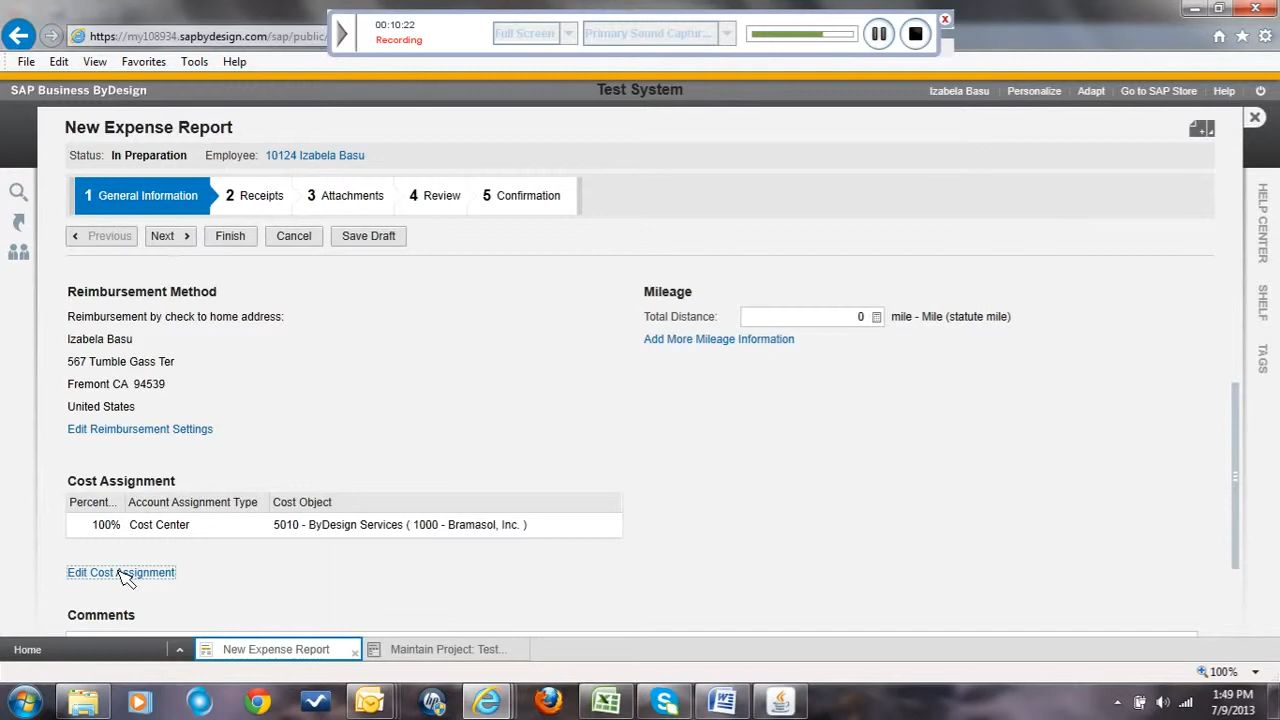 00:10:22
Recording
Full Screen
Primary Sound Captur...
https://my108934.sapbydesign.com/sap/public/
File Edit View Favorites Tools Help
SAP Business ByDesign
Test System
Izabela Basu Personalize Adapt Go to SAP Store Help
New Expense Report
Status: In Preparation Employee: 10124 Izabela Basu
1 General Information 2 Receipts 3 Attachments 4 Review 5 Confirmation
Previous Next Finish Cancel Save Draft
HELP CENTER
SHELF
TAGS
Reimbursement Method
Reimbursement by check to home address:
Izabela Basu
567 Tumble Gass Ter
Fremont CA 94539
United States
Edit Reimbursement Settings
Mileage
Total Distance: 0 mile - Mile (statute mile)
Add More Mileage Information
Cost Assignment
Percent... Account Assignment Type Cost Object
100% Cost Center 5010 - ByDesign Services ( 1000 - Bramasol, Inc. )
Edit Cost Assignment
Comments
Home New Expense Report Maintain Project: Test...
100%
1:49 PM
7/9/2013